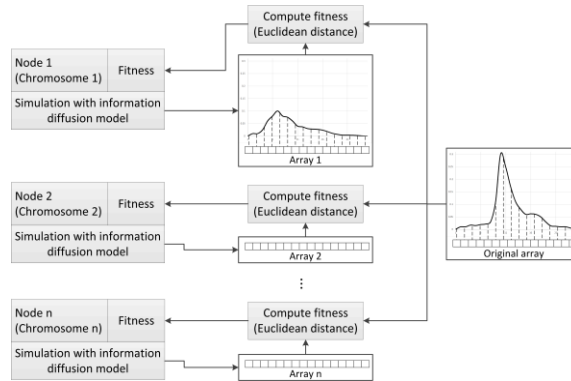 Compute fitness
(Euclidean distance)
Node 1
(Chromosome 1)
Fitness
Simulation with information
diffusion model
Array 1
Node 2
(Chromosome 2)
Fitness
Compute fitness
(Euclidean distance)
Simulation with information
diffusion model
Array 2
Original array
...
Node n
(Chromosome n)
Fitness
Compute fitness
(Euclidean distance)
Simulation with information
diffusion model
Array n